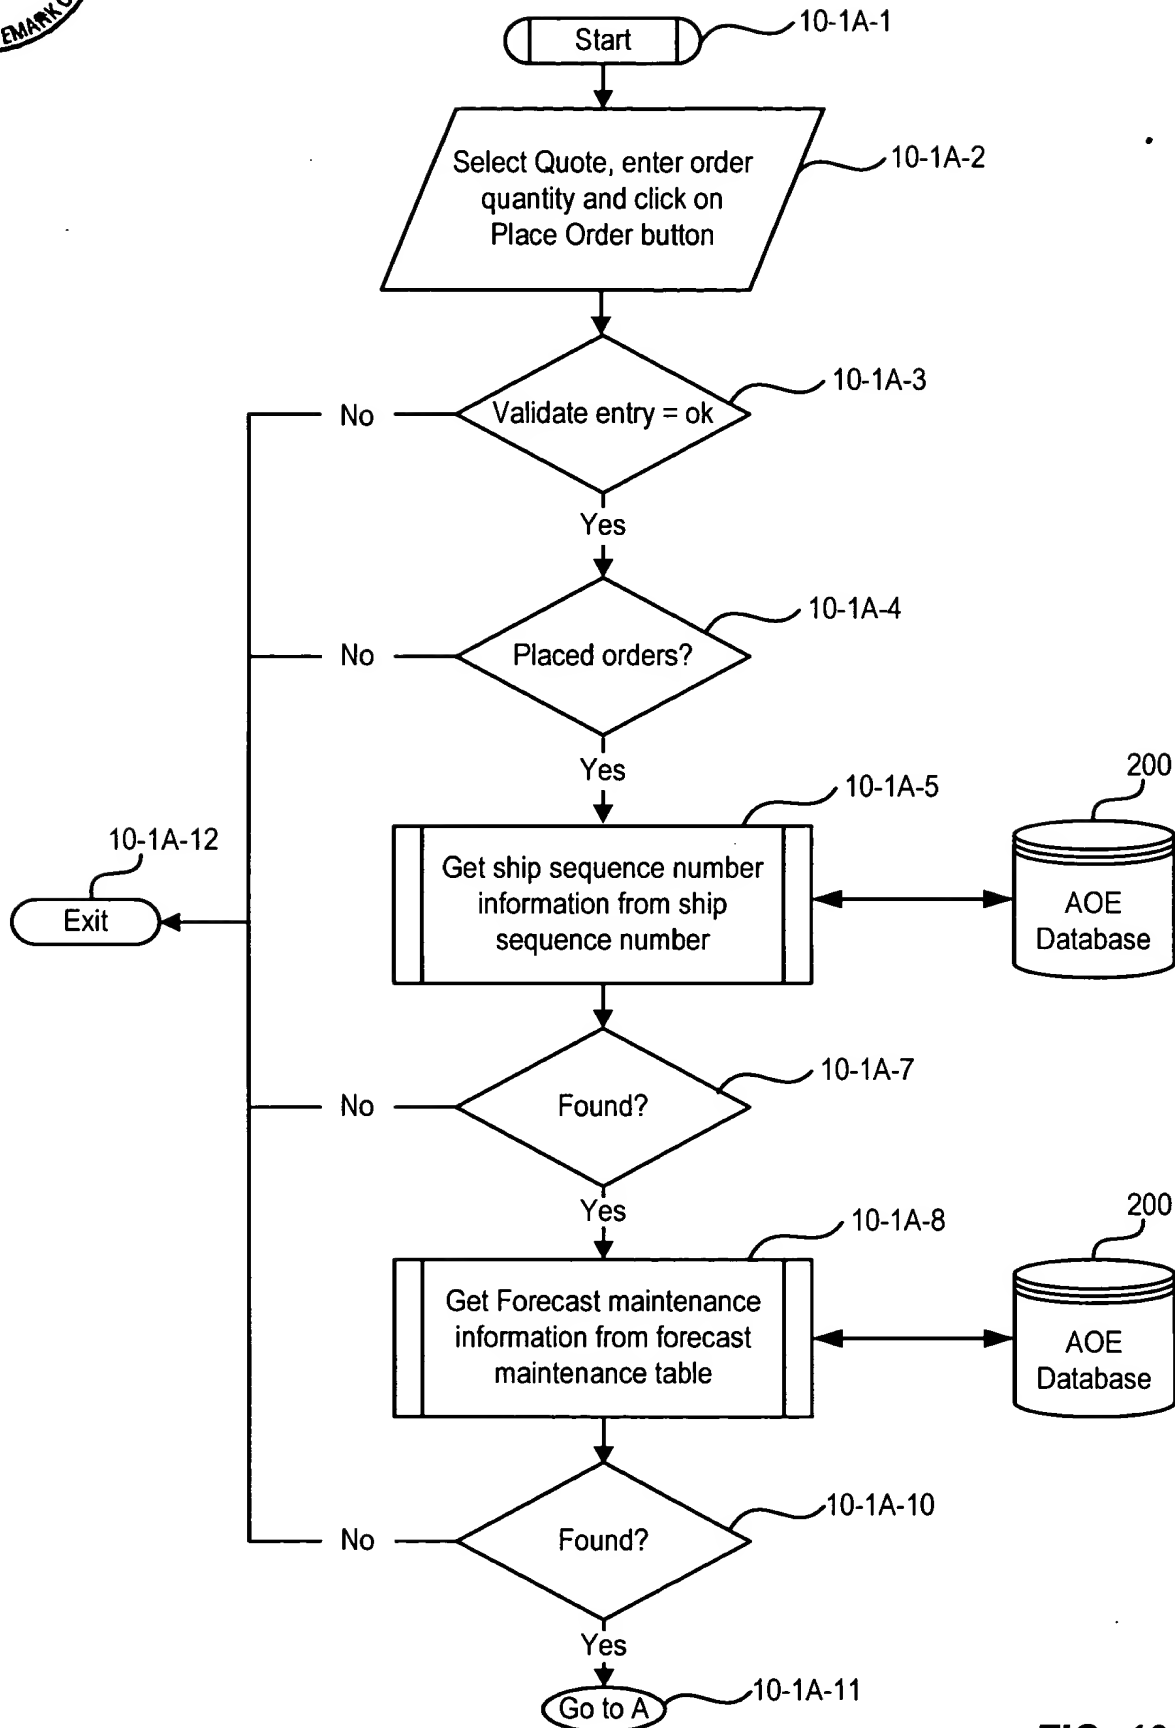 EMARK
Start
10-1A-1
Select Quote, enter order
quantity and click on
Place Order button
10-1A-2
Validate entry = ok
10-1A-3
No
Yes
Placed orders?
10-1A-4
No
Yes
Get ship sequence number
information from ship
sequence number
10-1A-5
200
AOE
Database
10-1A-12
Exit
Found?
10-1A-7
No
Yes
Get Forecast maintenance
information from forecast
maintenance table
10-1A-8
200
AOE
Database
Found?
10-1A-10
No
Yes
Go to A
10-1A-11